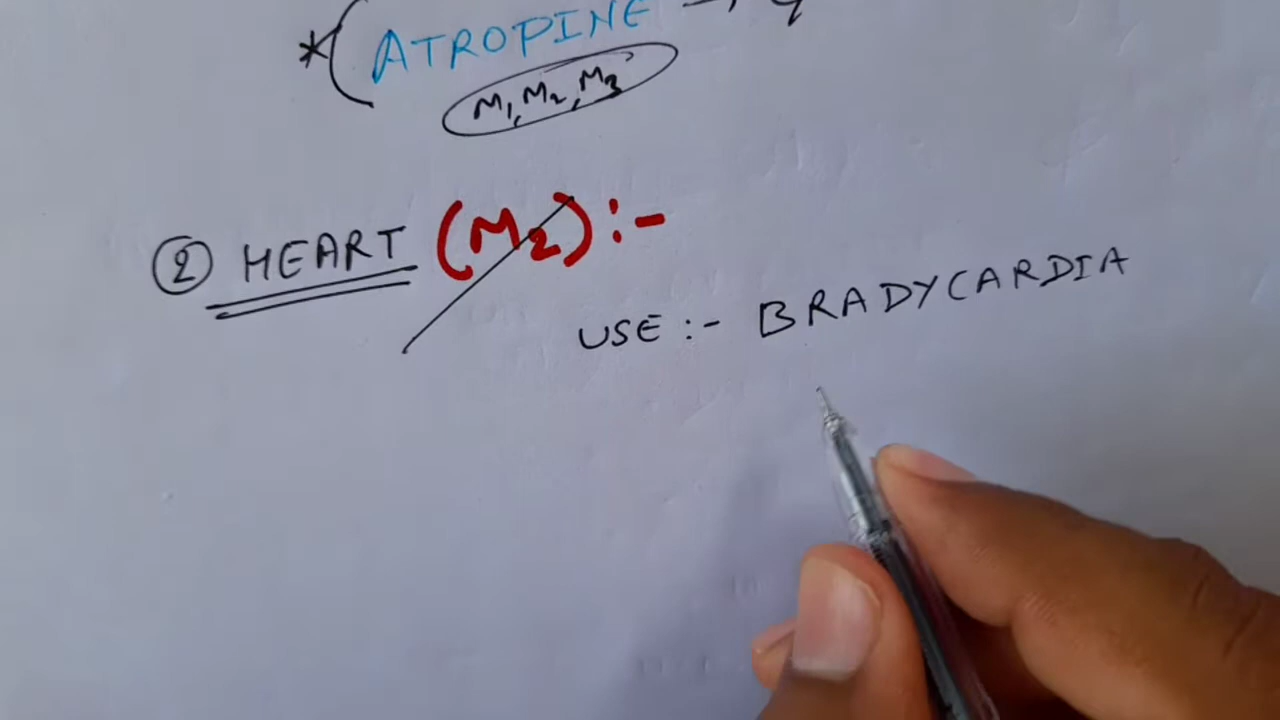 *(ATROPINE →
M1, M2, M3
② HEART (M2):-
USE :- BRADYCARDIA